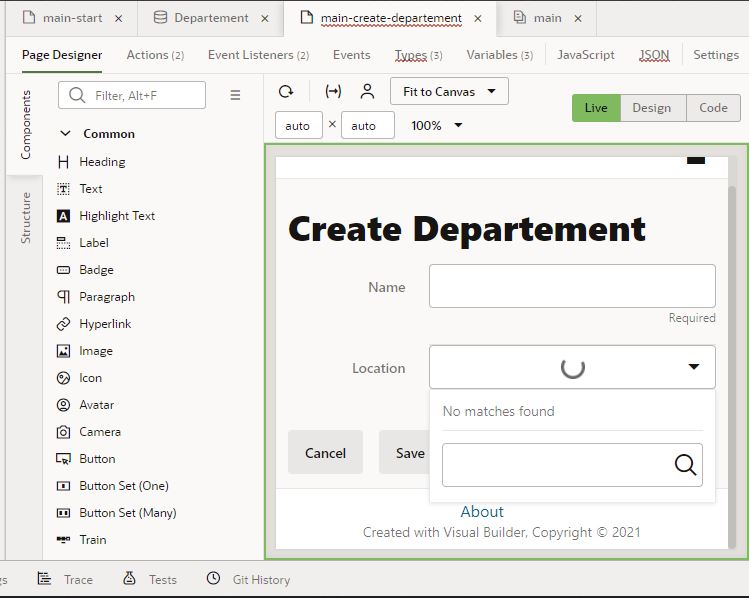 main-start × Departement × main-create-departement × main ×
Page Designer Actions (2) Event Listeners (2) Events Types (3) Variables (3) JavaScript JSON Settings
Components
Structure
Filter, Alt+F
Common
Heading
Text
Highlight Text
Label
Badge
Paragraph
Hyperlink
Image
Icon
Avatar
Camera
Button
Button Set (One)
Button Set (Many)
Train
Fit to Canvas
auto × auto 100%
Live Design Code
Create Departement
Name
Required
Location
No matches found
Cancel Save
About
Created with Visual Builder, Copyright © 2021
gs Trace Tests Git History